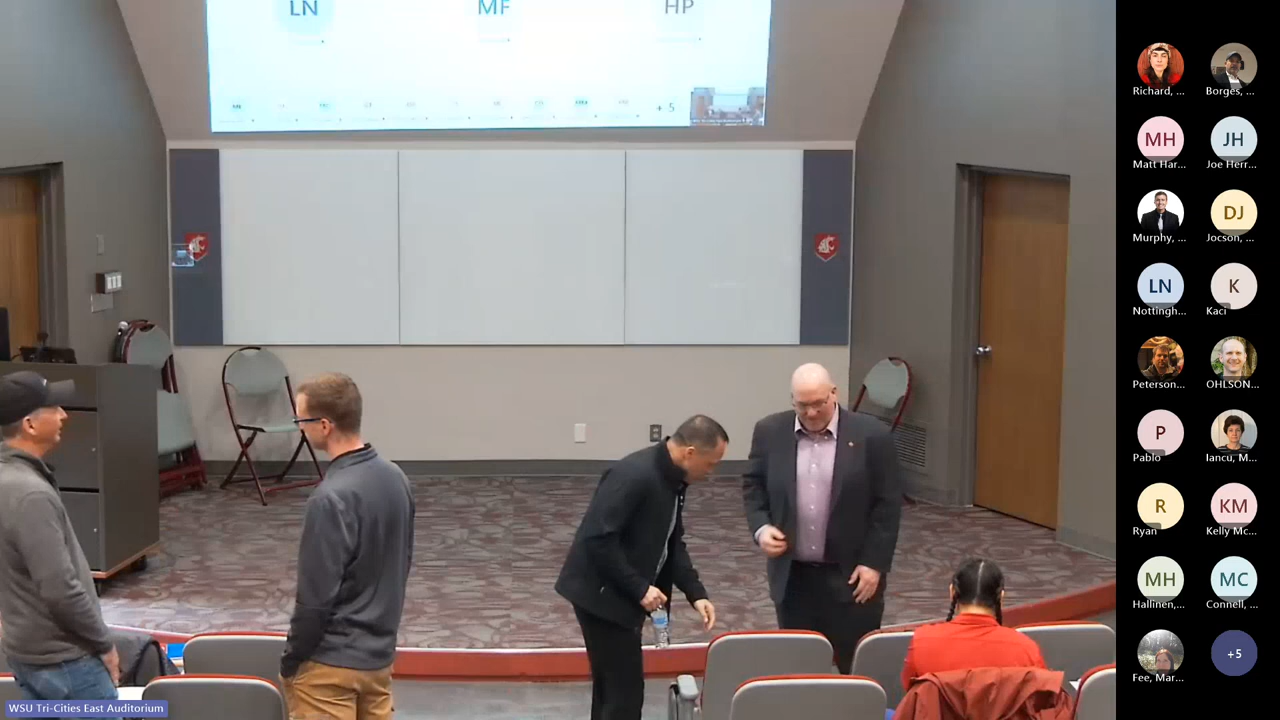 LN MF HP
+ 5
Richard, ...
Borges, ...
MH
JH
Matt Har...
Joe Herr...
DJ
Murphy, ...
Jocson, ...
LN
K
Nottingh...
Kaci
Peterson...
OHLSON...
P
Pablo
Iancu, M...
R
KM
Ryan
Kelly Mc...
MH
MC
Hallinen,...
Connell, ...
+5
Fee, Mar...
WSU Tri-Cities East Auditorium